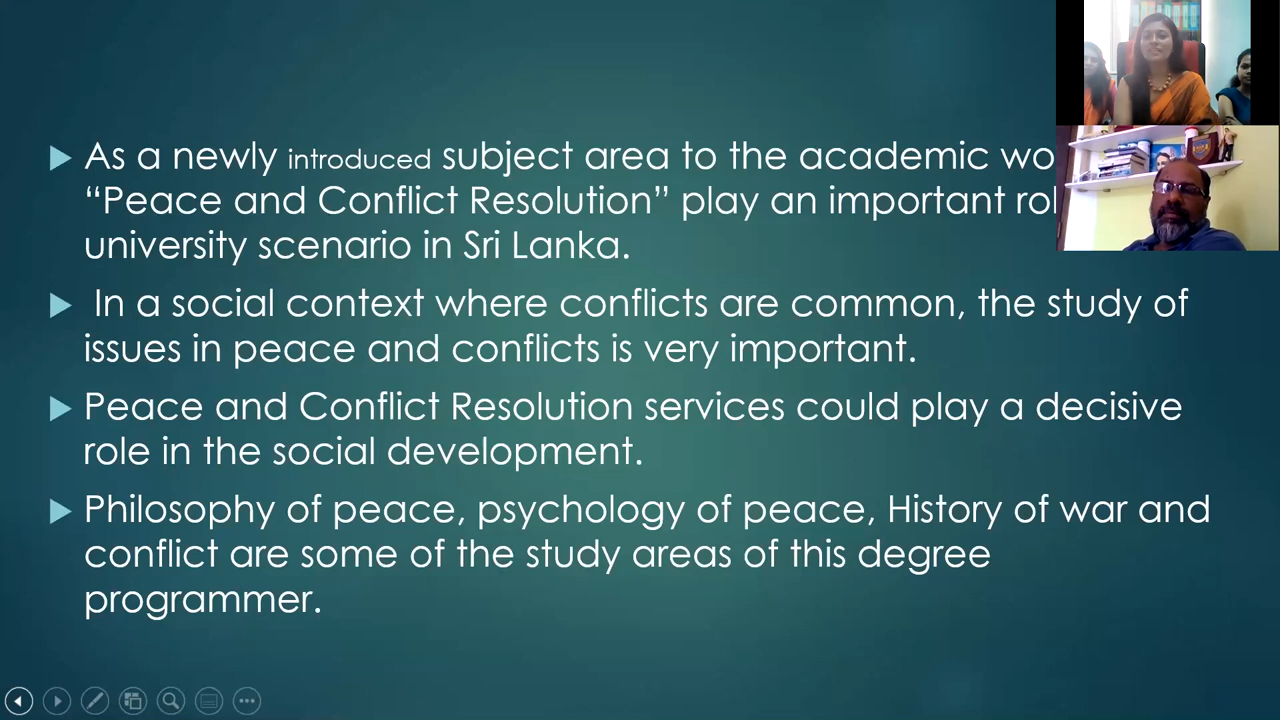 As a newly introduced subject area to the academic
“Peace and Conflict Resolution” play an important
university scenario in Sri Lanka.
In a social context where conflicts are common, the study of
issues in peace and conflicts is very important.
Peace and Conflict Resolution services could play a decisive
role in the social development.
Philosophy of peace, psychology of peace, History of war and
conflict are some of the study areas of this degree
programmer.